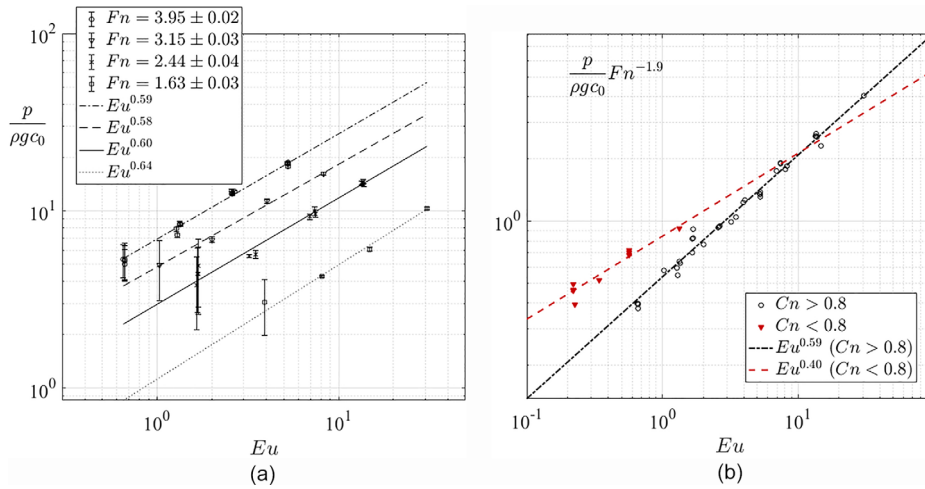 Fn = 3.95 ± 0.02
Fn = 3.15 ± 0.03
Fn = 2.44 ± 0.04
Fn = 1.63 ± 0.03
Eu^0.59
Eu^0.58
Eu^0.60
Eu^0.64
10^2
p/ρgc_0
10^1
10^0
10^0 10^1
Eu
(a)
p/ρgc_0 Fn^−1.9
10^0
Cn > 0.8
Cn < 0.8
Eu^0.59 (Cn > 0.8)
Eu^0.40 (Cn < 0.8)
10^-1 10^0 10^1
Eu
(b)